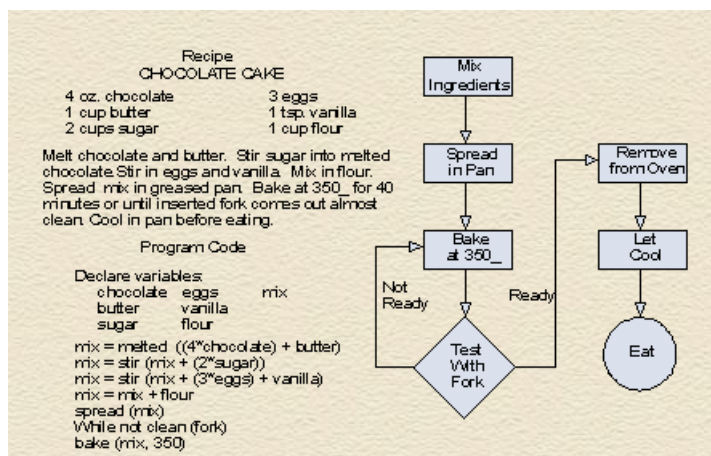 Recipe
CHOCOLATE CAKE
4 oz. chocolate 3 eggs
1 cup butter 1 tsp. vanilla
2 cups sugar 1 cup flour
Melt chocolate and butter. Stir sugar into melted
chocolate. Stir in eggs and vanilla. Mix in flour.
Spread mix in greased pan. Bake at 350_ for 40
minutes or until inserted fork comes out almost
clean. Cool in pan before eating.
Program Code
Declare variables:
chocolate eggs mix
butter vanilla
sugar flour
mix = melted ((4*chocolate) + butter)
mix = stir (mix + (2*sugar))
mix = stir (mix + (3*eggs) + vanilla)
mix = mix + flour
spread (mix)
While not clean (fork)
bake (mix, 350)
Mix
Ingredients
Spread
in Pan
Bake
at 350_
Not
Ready
Test
With
Fork
Ready
Remove
from Oven
Let
Cool
Eat